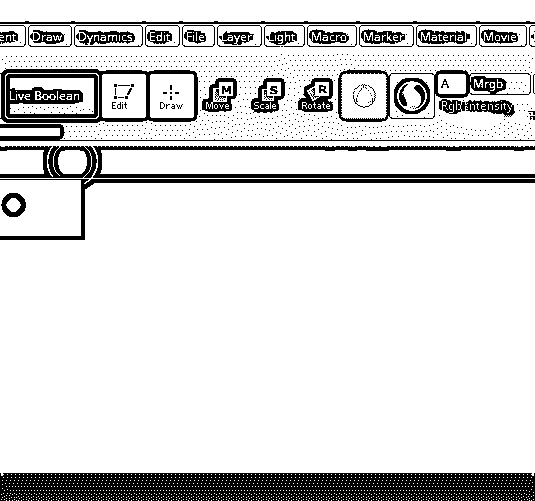 Draw Dynamics Edit File Layer Light Macro Marker Material Movie
Live Boolean Edit Draw Move Scale Rotate A Mrgb
M S R
Rgb Intensity